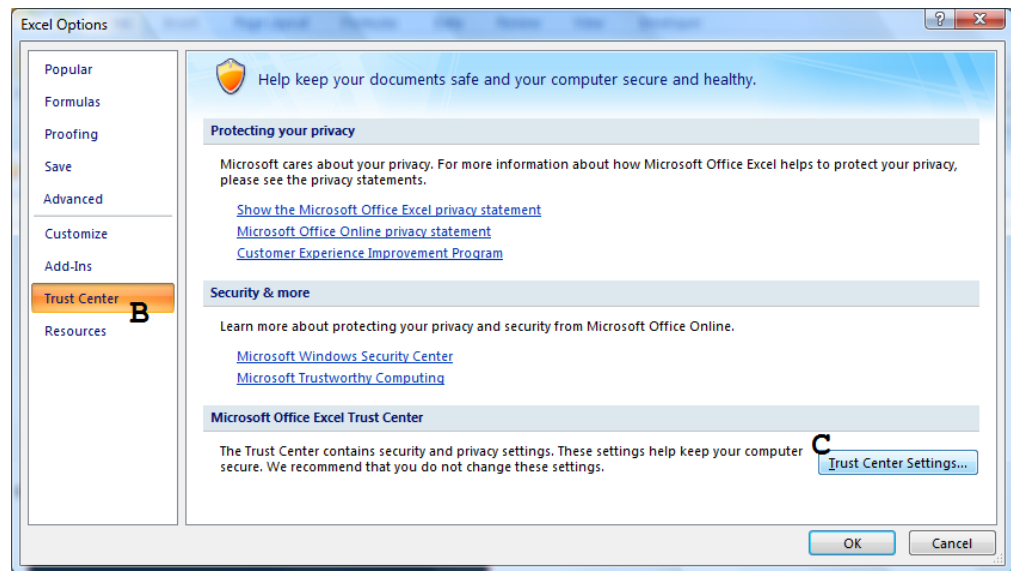 Excel Options
Popular
Formulas
Proofing
Save
Advanced
Customize
Add-Ins
Trust Center
B
Resources
Help keep your documents safe and your computer secure and healthy.
Protecting your privacy
Microsoft cares about your privacy. For more information about how Microsoft Office Excel helps to protect your privacy,
please see the privacy statements.
Show the Microsoft Office Excel privacy statement
Microsoft Office Online privacy statement
Customer Experience Improvement Program
Security & more
Learn more about protecting your privacy and security from Microsoft Office Online.
Microsoft Windows Security Center
Microsoft Trustworthy Computing
Microsoft Office Excel Trust Center
The Trust Center contains security and privacy settings. These settings help keep your computer
secure. We recommend that you do not change these settings.
C
Trust Center Settings...
OK
Cancel